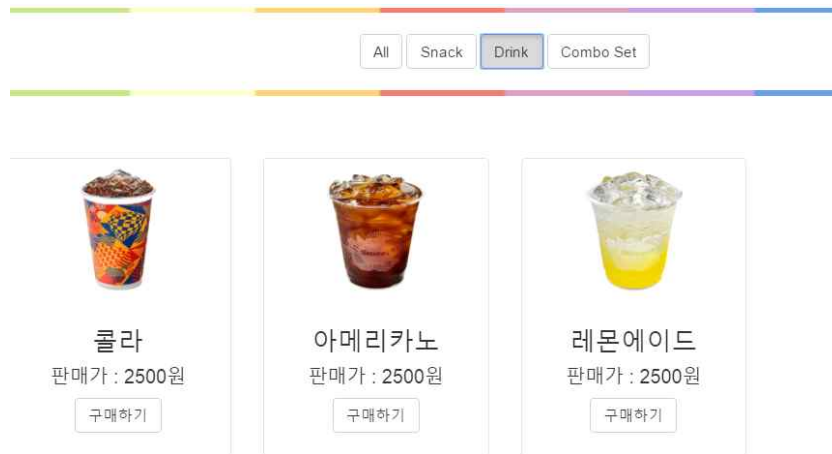 All Snack Drink Combo Set
콜라 아메리카노 레몬에이드
판매가 : 2500원 판매가 : 2500원 판매가 : 2500원
구매하기 구매하기 구매하기